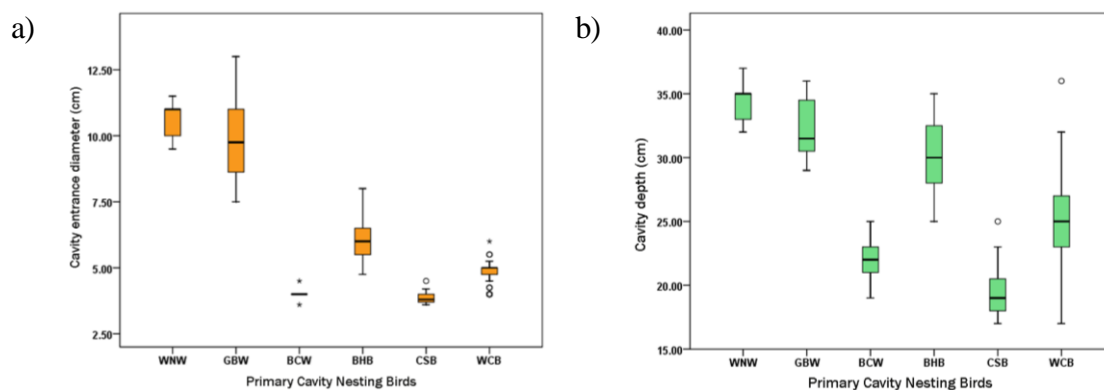 a)
Cavity entrance diameter (cm)
12.50
10.00
7.50
5.00
2.50
WNW GBW BCW BHB CSB WCB
Primary Cavity Nesting Birds
b)
Cavity depth (cm)
40.00
35.00
30.00
25.00
20.00
15.00
WNW GBW BCW BHB CSB WCB
Primary Cavity Nesting Birds